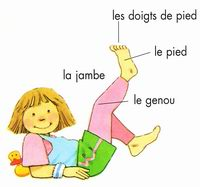 les doigts de pied
le pied
la jambe
le genou